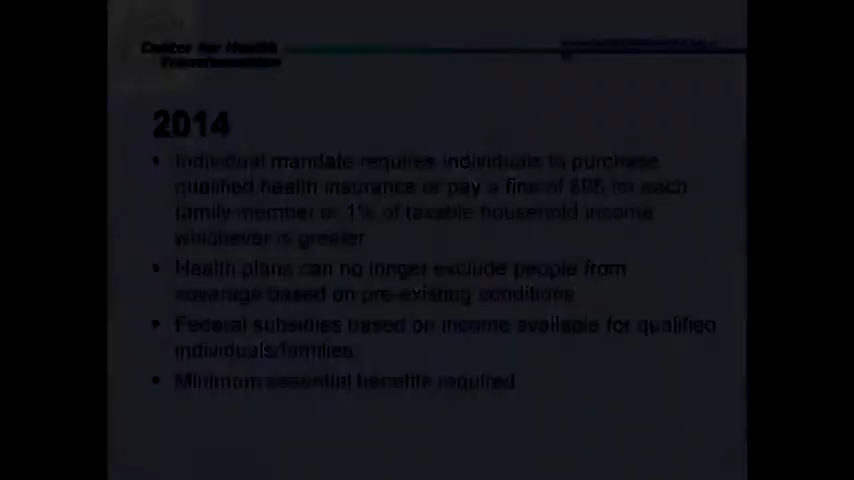 Center for Health
Transformation
2014
• Individual mandate requires individuals to purchase
qualified health insurance or pay a fine of $95 for each
family member or 1% of taxable household income
whichever is greater
• Health plans can no longer exclude people from
coverage based on pre-existing conditions
• Federal subsidies based on income available for qualified
individuals/families
• Minimum essential benefits required